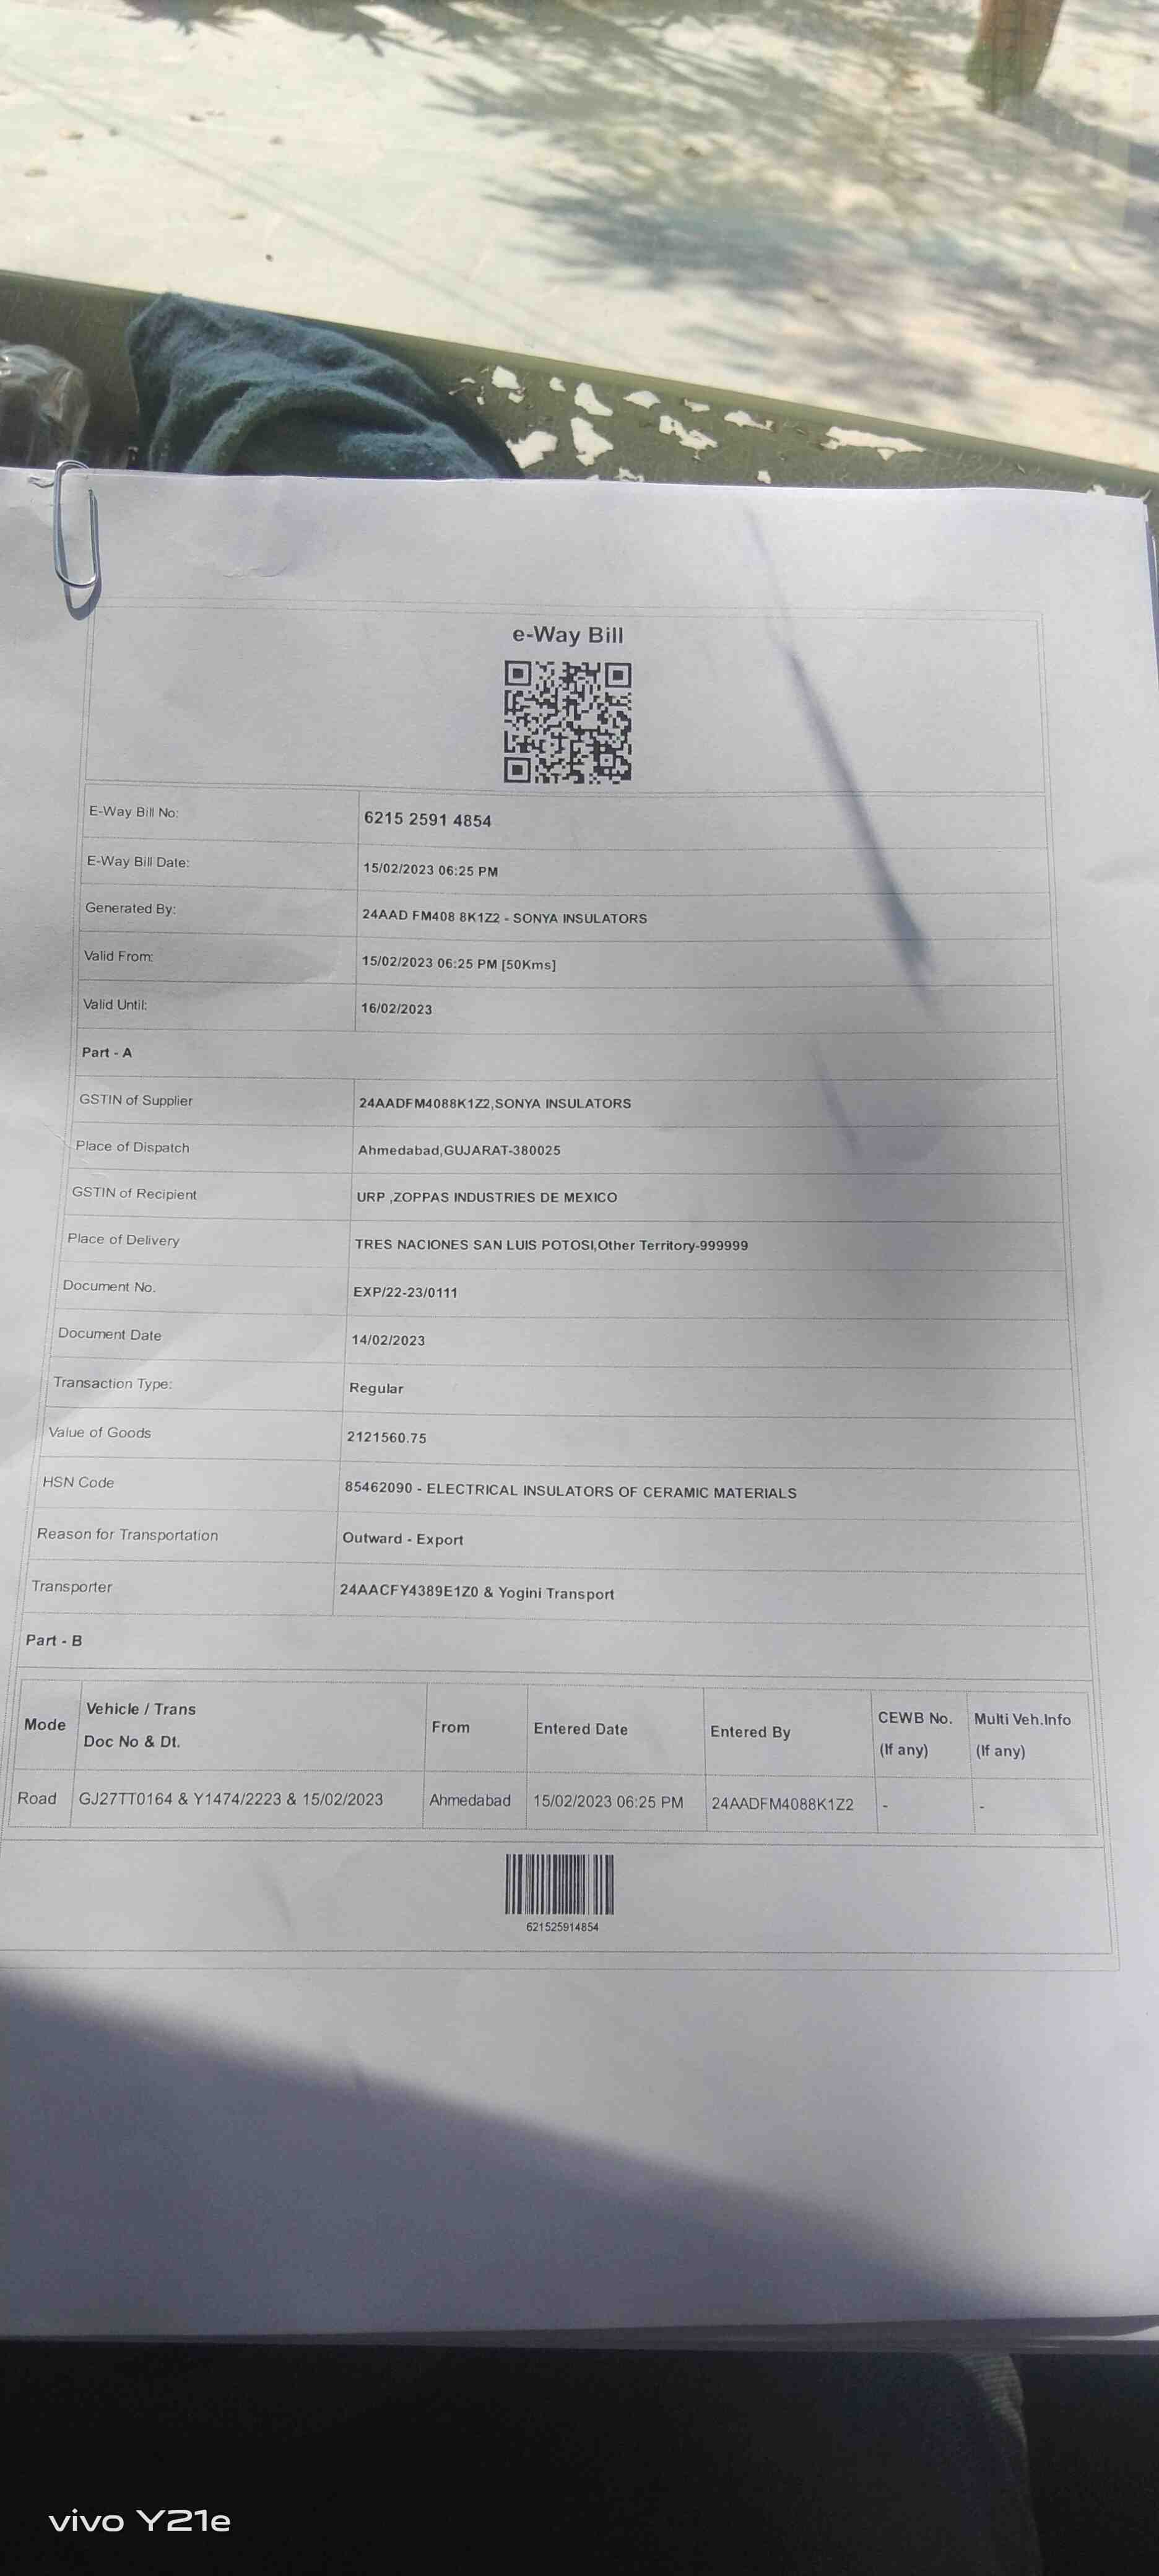 e-Way Bill
E-Way Bill No: 6215 2591 4854
E-Way Bill Date: 15/02/2023 06:25 PM
Generated By: 24AAD FM408 8K1Z2 - SONYA INSULATORS
Valid From: 15/02/2023 06:25 PM [50Kms]
Valid Until: 16/02/2023
Part - A
GSTIN of Supplier 24AADFM4088K1Z2,SONYA INSULATORS
Place of Dispatch Ahmedabad,GUJARAT-380025
GSTIN of Recipient URP ,ZOPPAS INDUSTRIES DE MEXICO
Place of Delivery TRES NACIONES SAN LUIS POTOSI,Other Territory-999999
Document No. EXP/22-23/0111
Document Date 14/02/2023
Transaction Type: Regular
Value of Goods 2121560.75
HSN Code 85462090 - ELECTRICAL INSULATORS OF CERAMIC MATERIALS
Reason for Transportation Outward - Export
Transporter 24AACFY4389E1Z0 & Yogini Transport
Part - B
Mode Vehicle / Trans Doc No & Dt. From Entered Date Entered By CEWB No. (If any) Multi Veh.Info (If any)
Road GJ27TT0164 & Y1474/2223 & 15/02/2023 Ahmedabad 15/02/2023 06:25 PM 24AADFM4088K1Z2 - -
621525914854
vivo Y21e